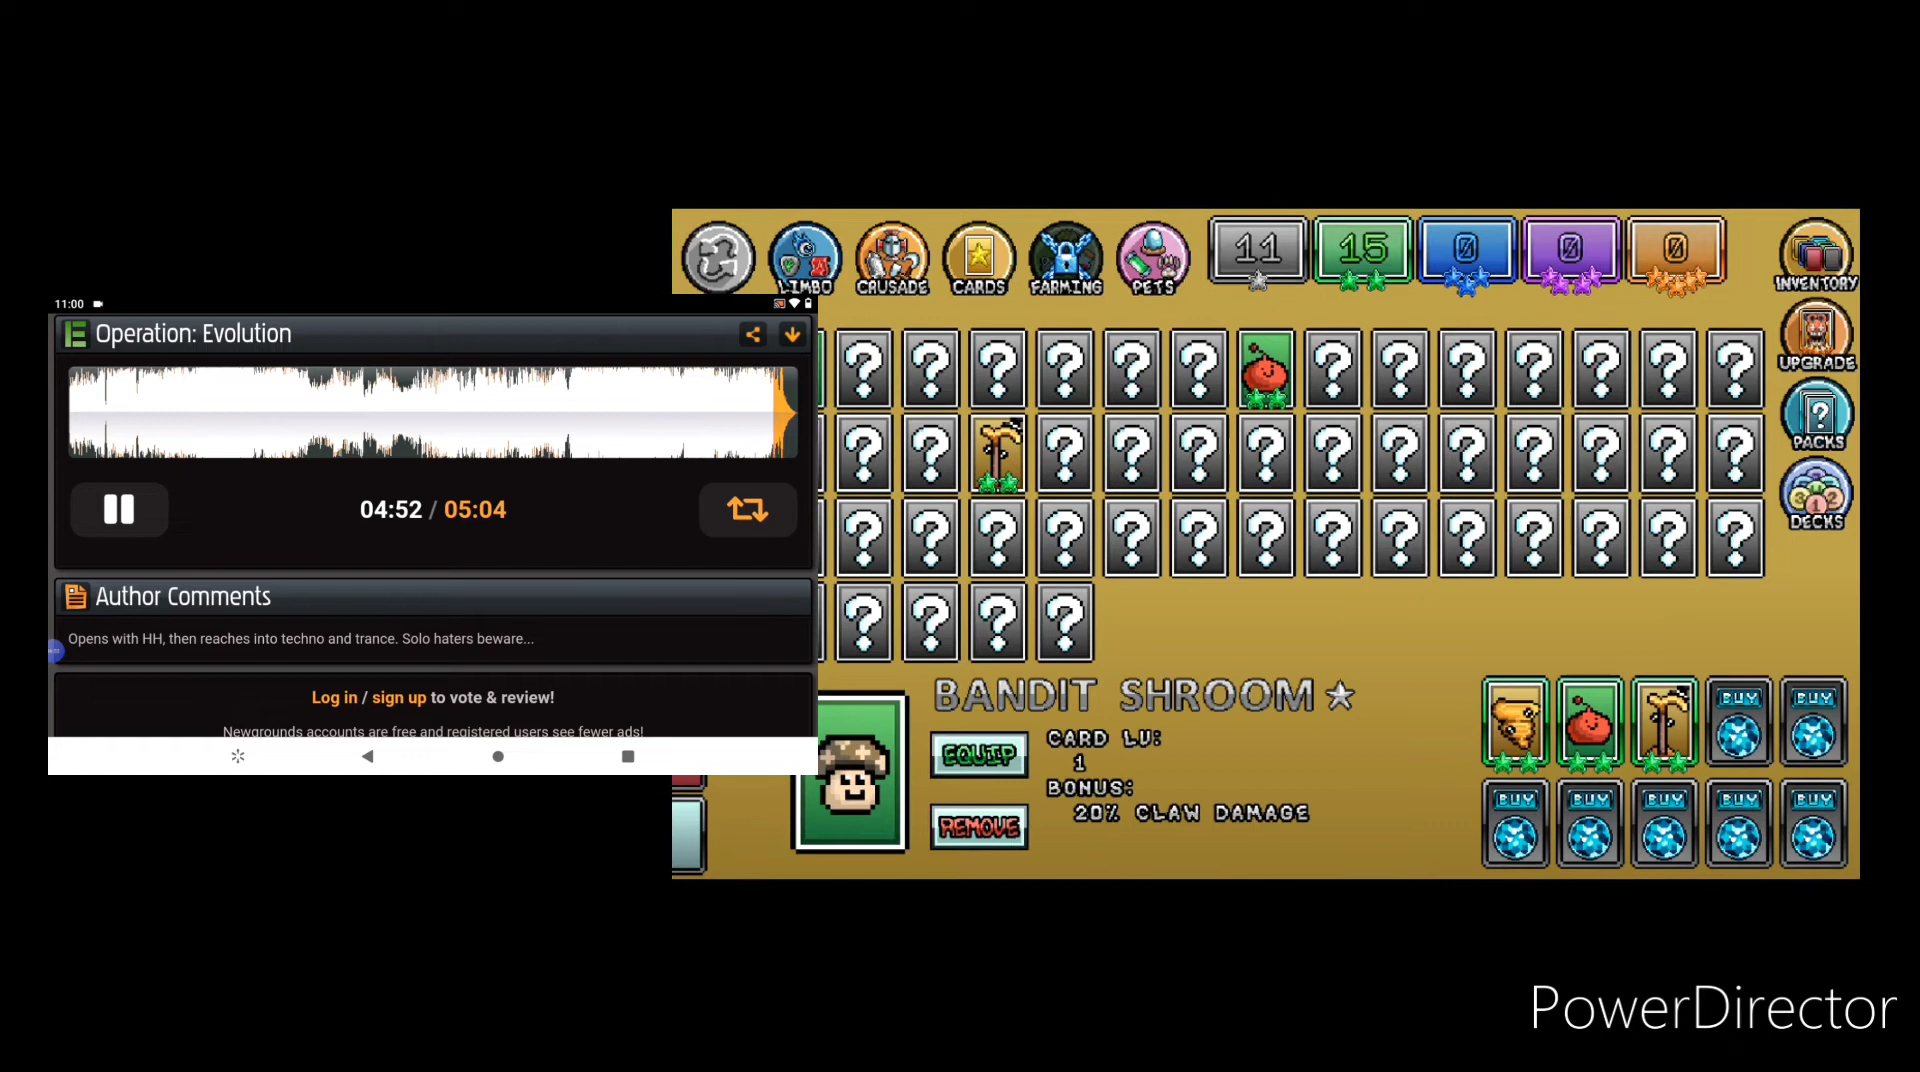 11:00
Operation: Evolution
04:52 / 05:04
Author Comments
Opens with HH, then reaches into techno and trance. Solo haters beware...
Log in / sign up to vote & review!
Newgrounds accounts are free and registered users see fewer ads!
LIMBO
CRUSADE
CARDS
FARMING
PETS
11
15
0
0
0
INVENTORY
UPGRADE
PACKS
DECKS
BANDIT SHROOM
EQUIP
REMOVE
CARD LV:
1
BONUS:
20% CLAW DAMAGE
BUY BUY
BUY BUY BUY BUY BUY
PowerDirector